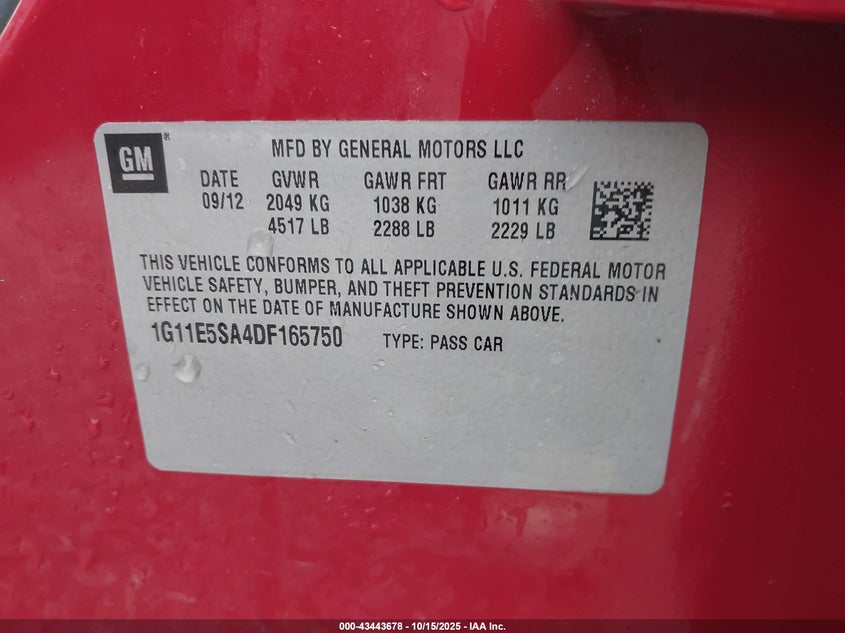 GM ® MFD BY GENERAL MOTORS LLC
DATE GVWR GAWR FRT GAWR RR
09/12 2049 KG 1038 KG 1011 KG
4517 LB 2288 LB 2229 LB
THIS VEHICLE CONFORMS TO ALL APPLICABLE U.S. FEDERAL MOTOR
VEHICLE SAFETY, BUMPER, AND THEFT PREVENTION STANDARDS IN
EFFECT ON THE DATE OF MANUFACTURE SHOWN ABOVE.
1G11E5SA4DF165750 TYPE: PASS CAR
000-43443678 - 10/15/2025 - IAA Inc.